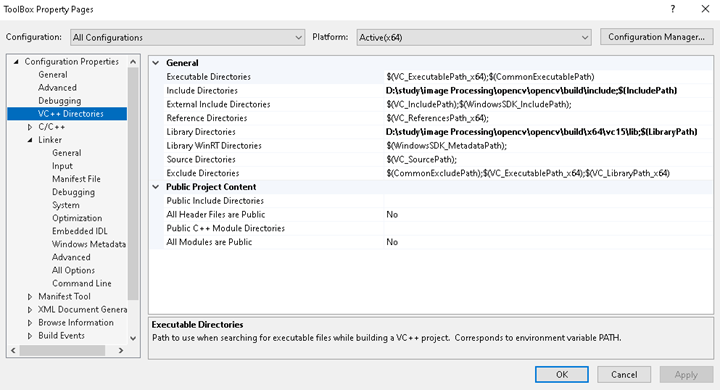 ToolBox Property Pages
Configuration: All Configurations Platform: Active(x64) Configuration Manager...
Configuration Properties
General
Advanced
Debugging
VC++ Directories
C/C++
Linker
General
Input
Manifest File
Debugging
System
Optimization
Embedded IDL
Windows Metadata
Advanced
All Options
Command Line
Manifest Tool
XML Document Genera
Browse Information
Build Events
General
Executable Directories $(VC_ExecutablePath_x64);$(CommonExecutablePath)
Include Directories D:\study\image Processing\opencv\opencv\build\include;$(IncludePath)
External Include Directories $(VC_IncludePath);$(WindowsSDK_IncludePath);
Reference Directories $(VC_ReferencesPath_x64);
Library Directories D:\study\image Processing\opencv\opencv\build\x64\vc15\lib;$(LibraryPath)
Library WinRT Directories $(WindowsSDK_MetadataPath);
Source Directories $(VC_SourcePath);
Exclude Directories $(CommonExcludePath);$(VC_ExecutablePath_x64);$(VC_LibraryPath_x64)
Public Project Content
Public Include Directories
All Header Files are Public No
Public C++ Module Directories
All Modules are Public No
Executable Directories
Path to use when searching for executable files while building a VC++ project. Corresponds to environment variable PATH.
OK Cancel Apply